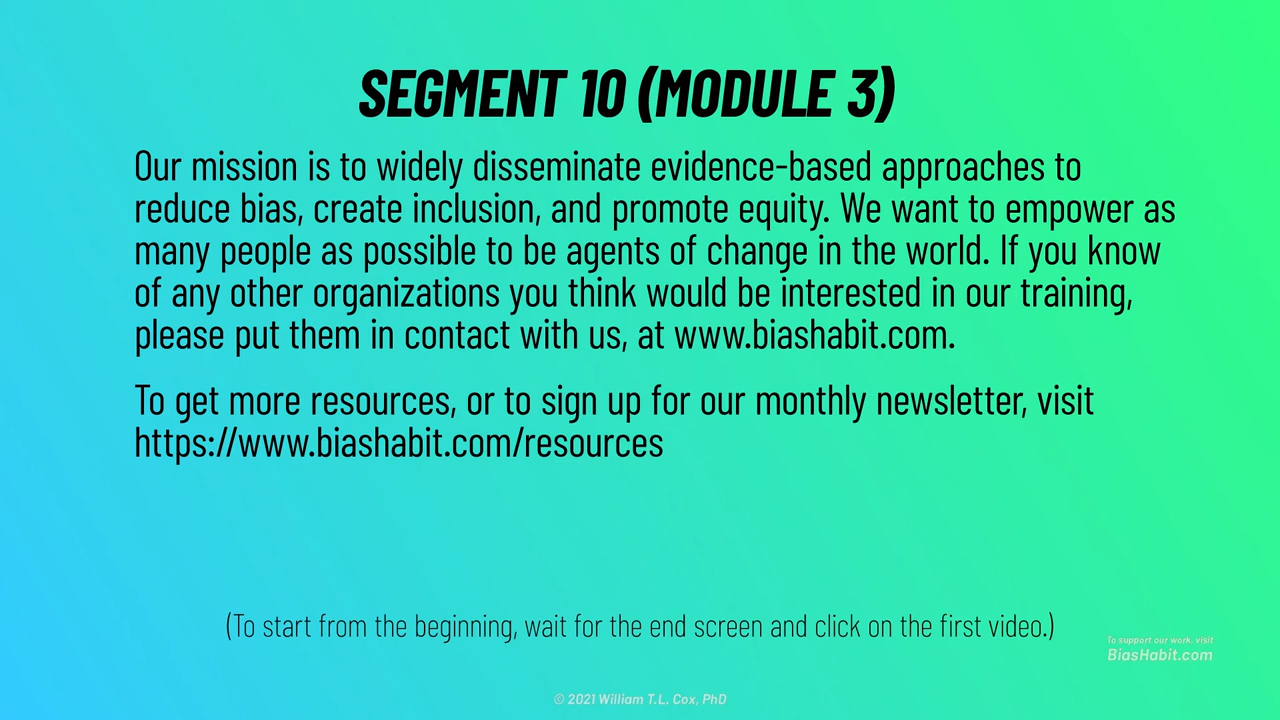 SEGMENT 10 (MODULE 3)
Our mission is to widely disseminate evidence-based approaches to
reduce bias, create inclusion, and promote equity. We want to empower as
many people as possible to be agents of change in the world. If you know
of any other organizations you think would be interested in our training,
please put them in contact with us, at www.biashabit.com.
To get more resources, or to sign up for our monthly newsletter, visit
https://www.biashabit.com/resources
(To start from the beginning, wait for the end screen and click on the first video.)
To support our work, visit
BiasHabit.com
© 2021 William T.L. Cox, PhD